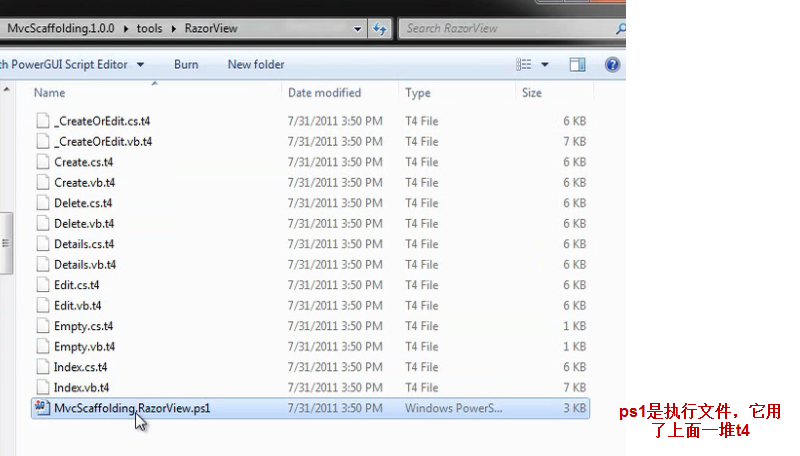 MvcScaffolding.1.0.0 ▸ tools ▸ RazorView
Search RazorView
th PowerGUI Script Editor
Burn
New folder
Name Date modified Type Size
_CreateOrEdit.cs.t4 7/31/2011 3:50 PM T4 File 6 KB
_CreateOrEdit.vb.t4 7/31/2011 3:50 PM T4 File 7 KB
Create.cs.t4 7/31/2011 3:50 PM T4 File 6 KB
Create.vb.t4 7/31/2011 3:50 PM T4 File 6 KB
Delete.cs.t4 7/31/2011 3:50 PM T4 File 6 KB
Delete.vb.t4 7/31/2011 3:50 PM T4 File 6 KB
Details.cs.t4 7/31/2011 3:50 PM T4 File 6 KB
Details.vb.t4 7/31/2011 3:50 PM T4 File 6 KB
Edit.cs.t4 7/31/2011 3:50 PM T4 File 6 KB
Edit.vb.t4 7/31/2011 3:50 PM T4 File 6 KB
Empty.cs.t4 7/31/2011 3:50 PM T4 File 1 KB
Empty.vb.t4 7/31/2011 3:50 PM T4 File 1 KB
Index.cs.t4 7/31/2011 3:50 PM T4 File 6 KB
Index.vb.t4 7/31/2011 3:50 PM T4 File 7 KB
MvcScaffolding.RazorView.ps1 7/31/2011 3:50 PM Windows PowerS... 3 KB
ps1是执行文件，它用
了上面一堆t4